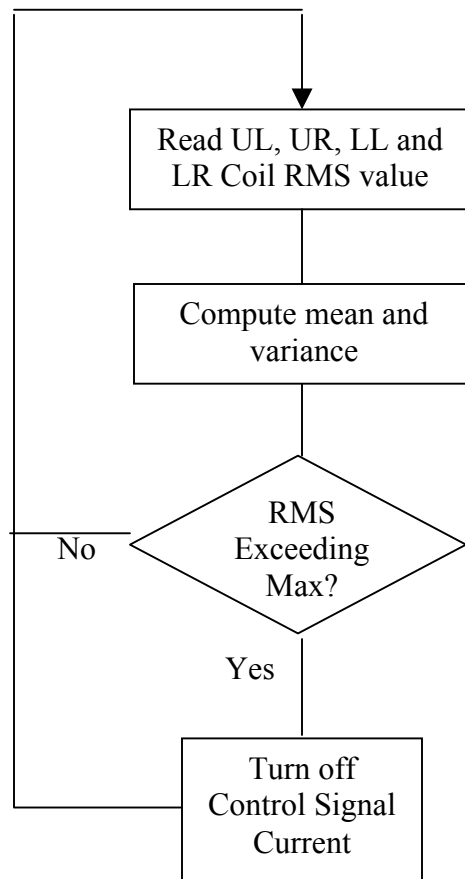 Read UL, UR, LL and
LR Coil RMS value
Compute mean and
variance
RMS
Exceeding
Max?
No
Yes
Turn off
Control Signal
Current